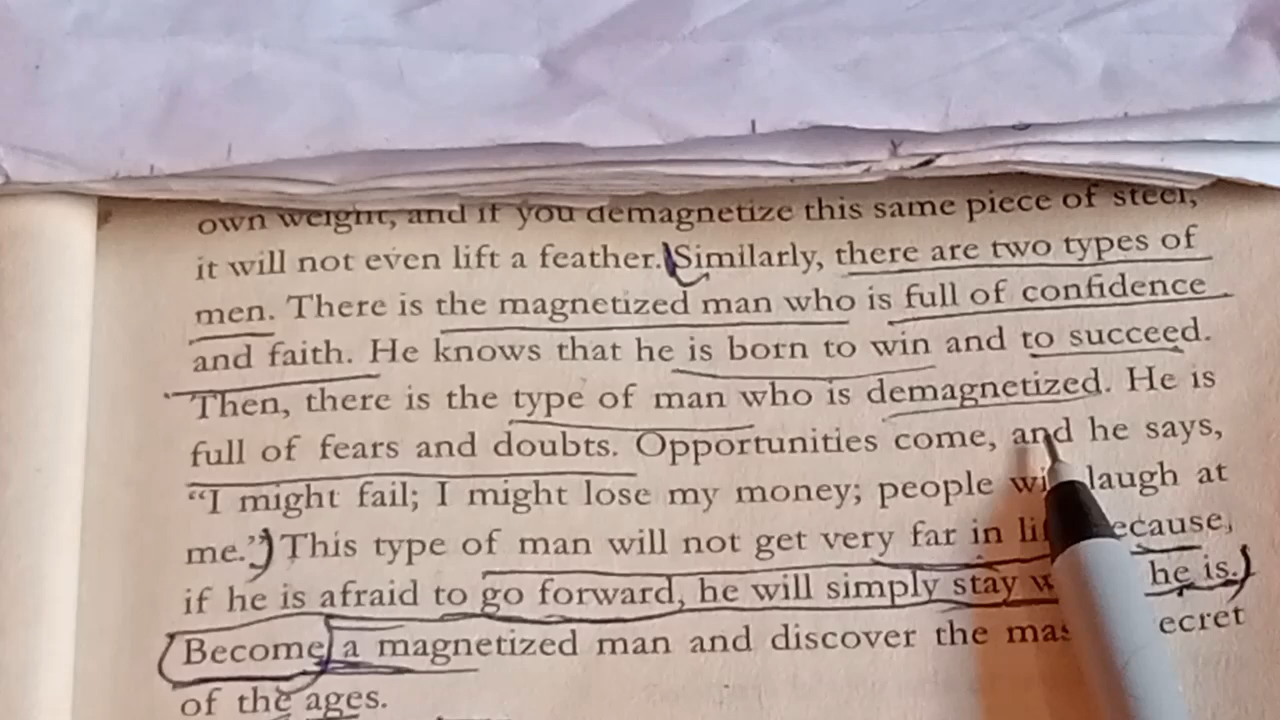 own weight, and if you demagnetize this same piece of steel,
it will not even lift a feather. Similarly, there are two types of
men. There is the magnetized man who is full of confidence
and faith. He knows that he is born to win and to succeed.
Then, there is the type of man who is demagnetized. He is
full of fears and doubts. Opportunities come, and he says,
“I might fail; I might lose my money; people wi laugh at
me.” This type of man will not get very far in li ecause,
if he is afraid to go forward, he will simply stay w he is.
Become a magnetized man and discover the mas ecret
of the ages.